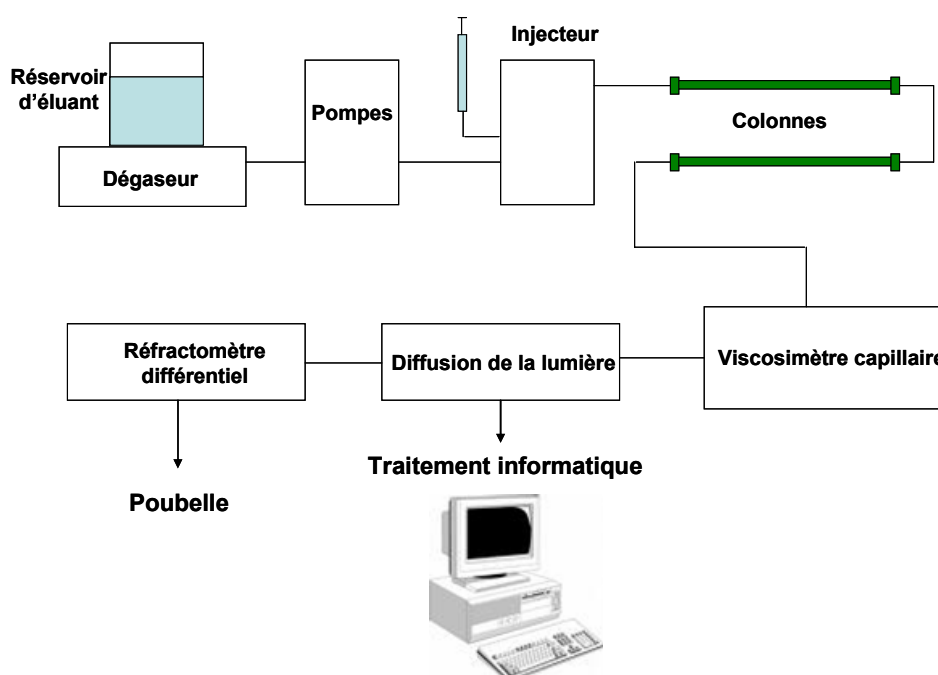 Injecteur
Réservoir
d'éluant
Pompes
Colonnes
Dégaseur
Réfractomètre
différentiel
Diffusion de la lumière
Viscosimètre capillaire
Traitement informatique
Poubelle